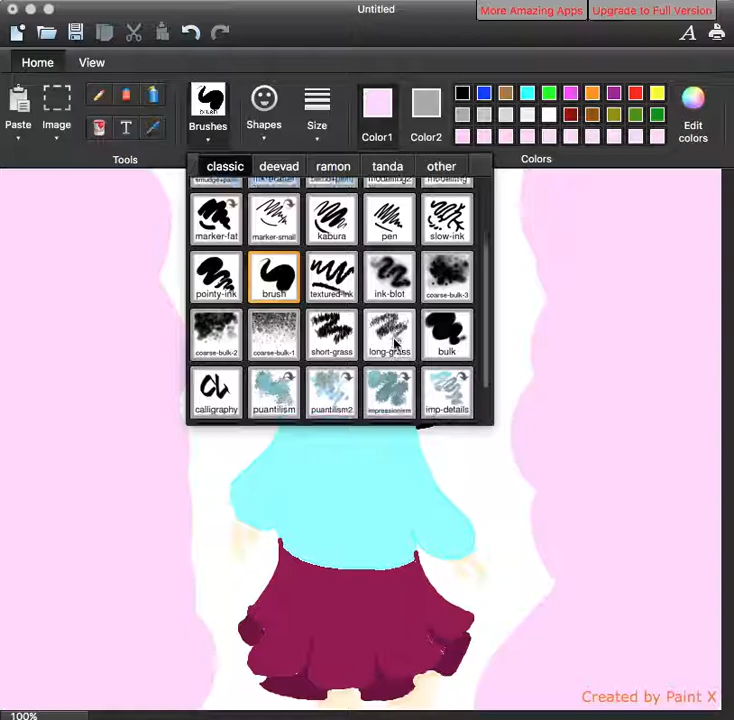 Untitled
More Amazing Apps
Upgrade to Full Version
A
Home
View
Paste
Image
T
Tools
brush
Brushes
Shapes
Size
Color1
Color2
Colors
Edit
colors
classic
deevad
ramon
tanda
other
modelling2
marker-fat
marker-small
kabura
pen
slow-ink
pointy-ink
brush
textured-ink
ink-blot
coarse-bulk-3
coarse-bulk-2
coarse-bulk-1
short-grass
long-grass
bulk
calligraphy
puantilism
puantilism2
impressionism
imp-details
Created by Paint X
100%